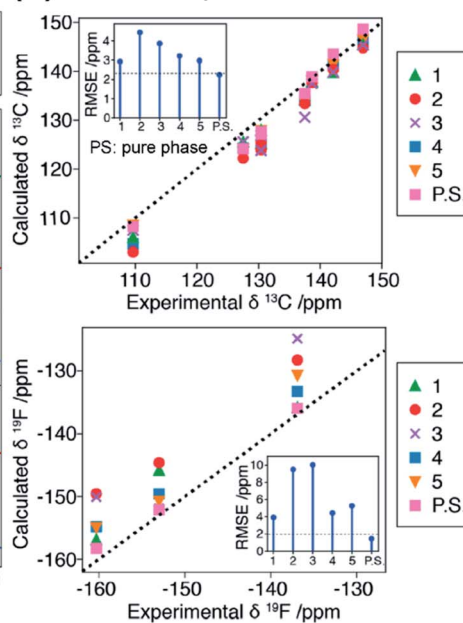 150
140
130
120
110
Calculated δ ¹³C /ppm
4
3
2
1
0
RMSE /ppm
1 2 3 4 5 P.S.
PS: pure phase
110 120 130 140 150
Experimental δ ¹³C /ppm
1
2
3
4
5
P.S.
-130
-140
-150
-160
Calculated δ ¹⁹F /ppm
10
8
6
4
2
0
RMSE /ppm
1 2 3 4 5 P.S.
-160 -150 -140 -130
Experimental δ ¹⁹F /ppm
1
2
3
4
5
P.S.